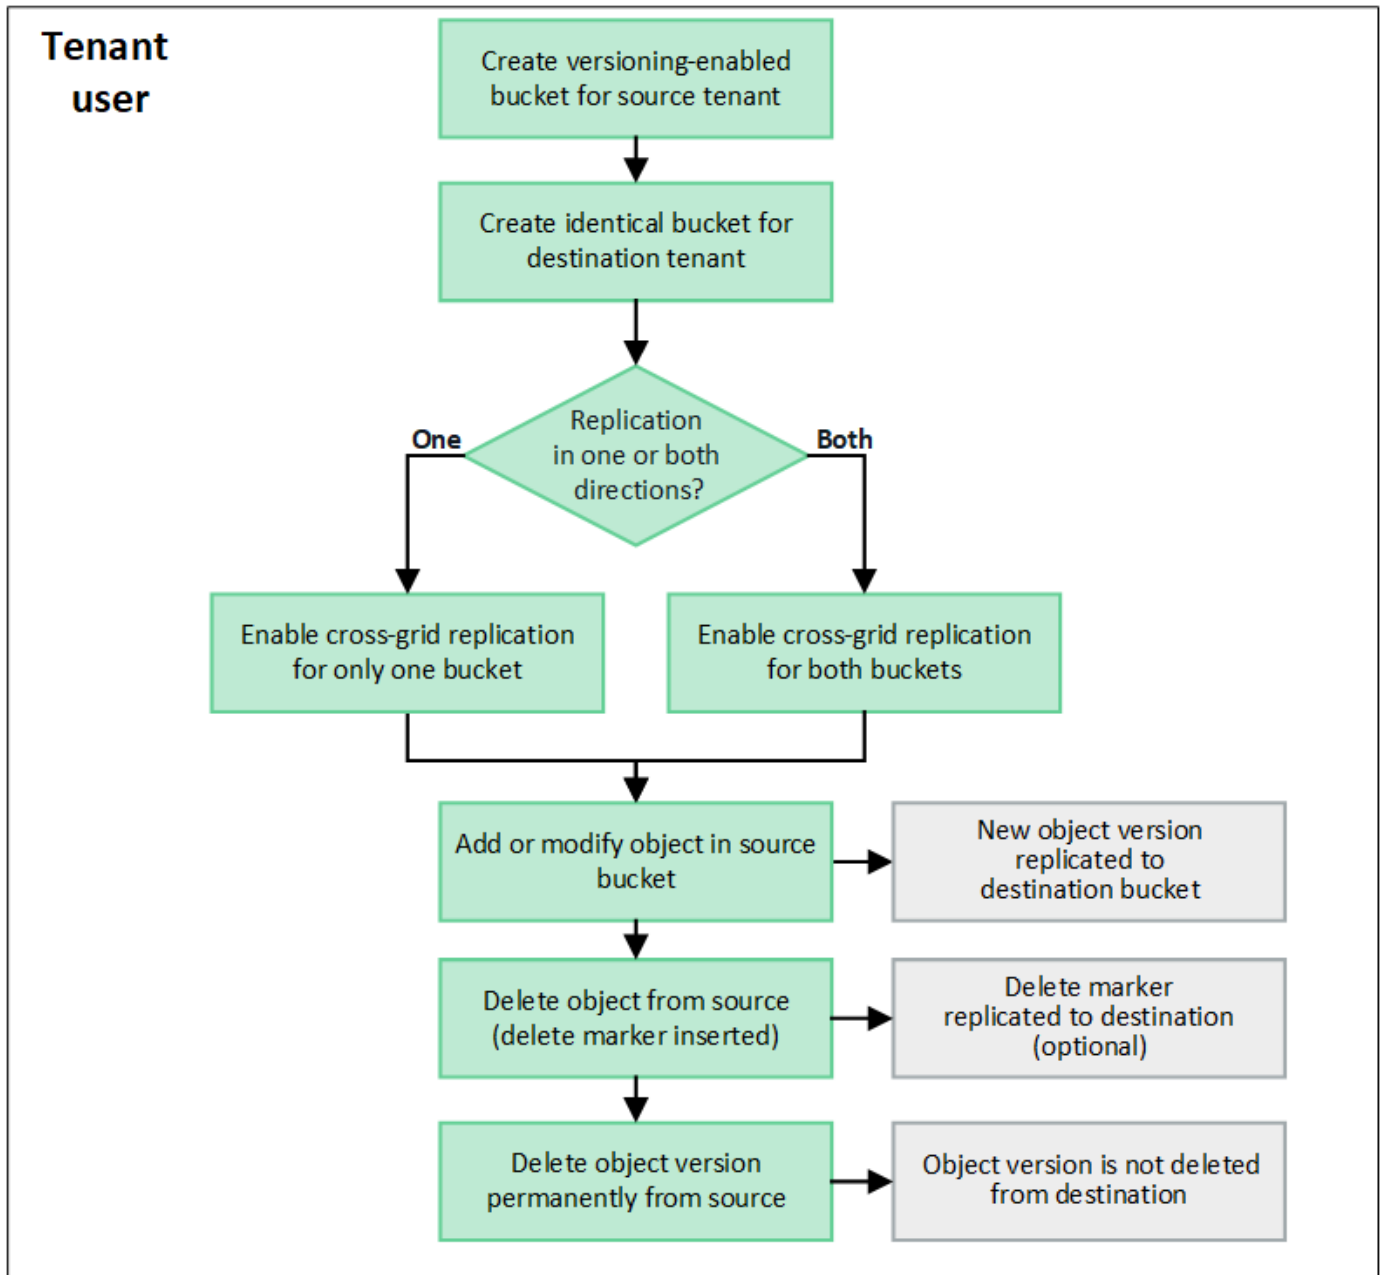 Tenant
user
Create versioning-enabled
bucket for source tenant
Create identical bucket for
destination tenant
Replication
in one or both
directions?
One
Both
Enable cross-grid replication
for only one bucket
Enable cross-grid replication
for both buckets
Add or modify object in source
bucket
New object version
replicated to
destination bucket
Delete object from source
(delete marker inserted)
Delete marker
replicated to destination
(optional)
Delete object version
permanently from source
Object version is not deleted
from destination